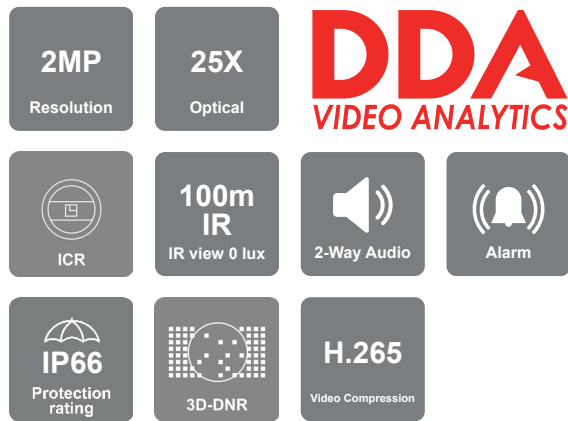 2MP
Resolution
25X
Optical
DDA
VIDEO ANALYTICS
ICR
100m
IR
IR view 0 lux
2-Way Audio
Alarm
IP66
Protection
rating
3D-DNR
H.265
Video Compression